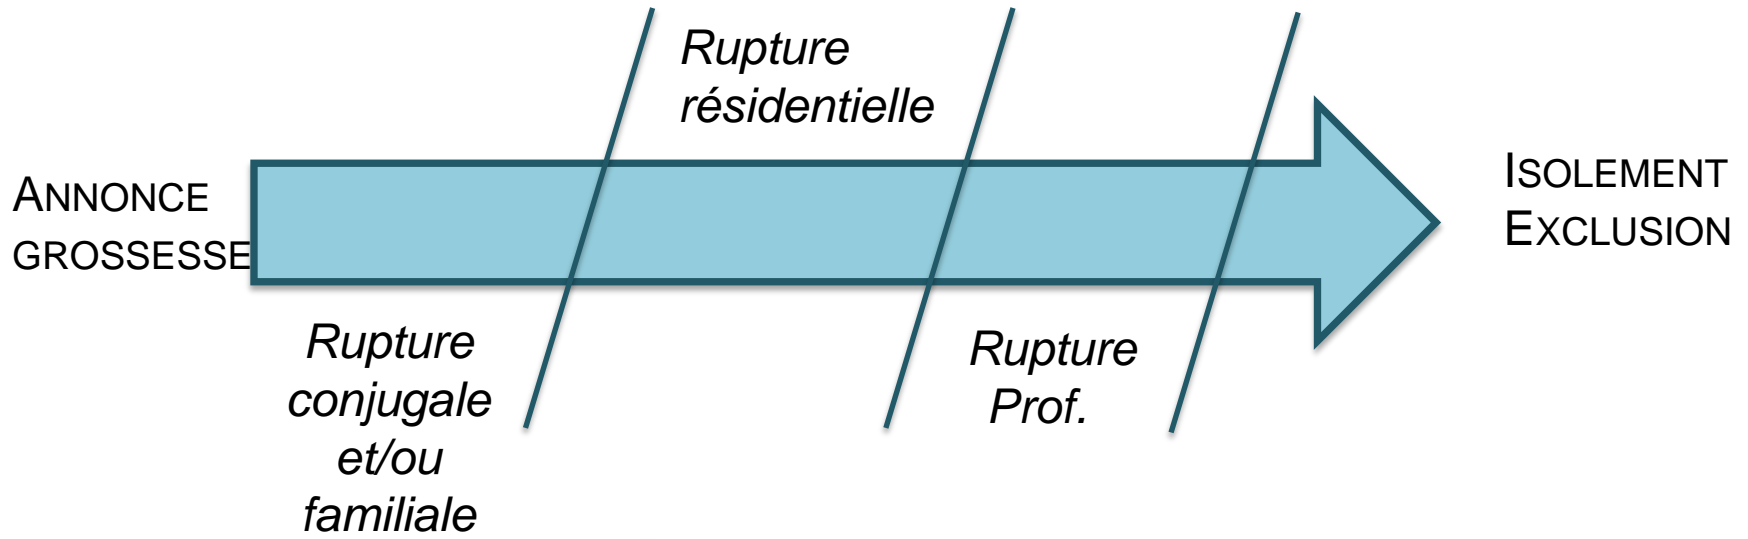 ANNONCE
GROSSESSE
Rupture
conjugale
et/ou
familiale
Rupture
résidentielle
Rupture
Prof.
ISOLEMENT
EXCLUSION